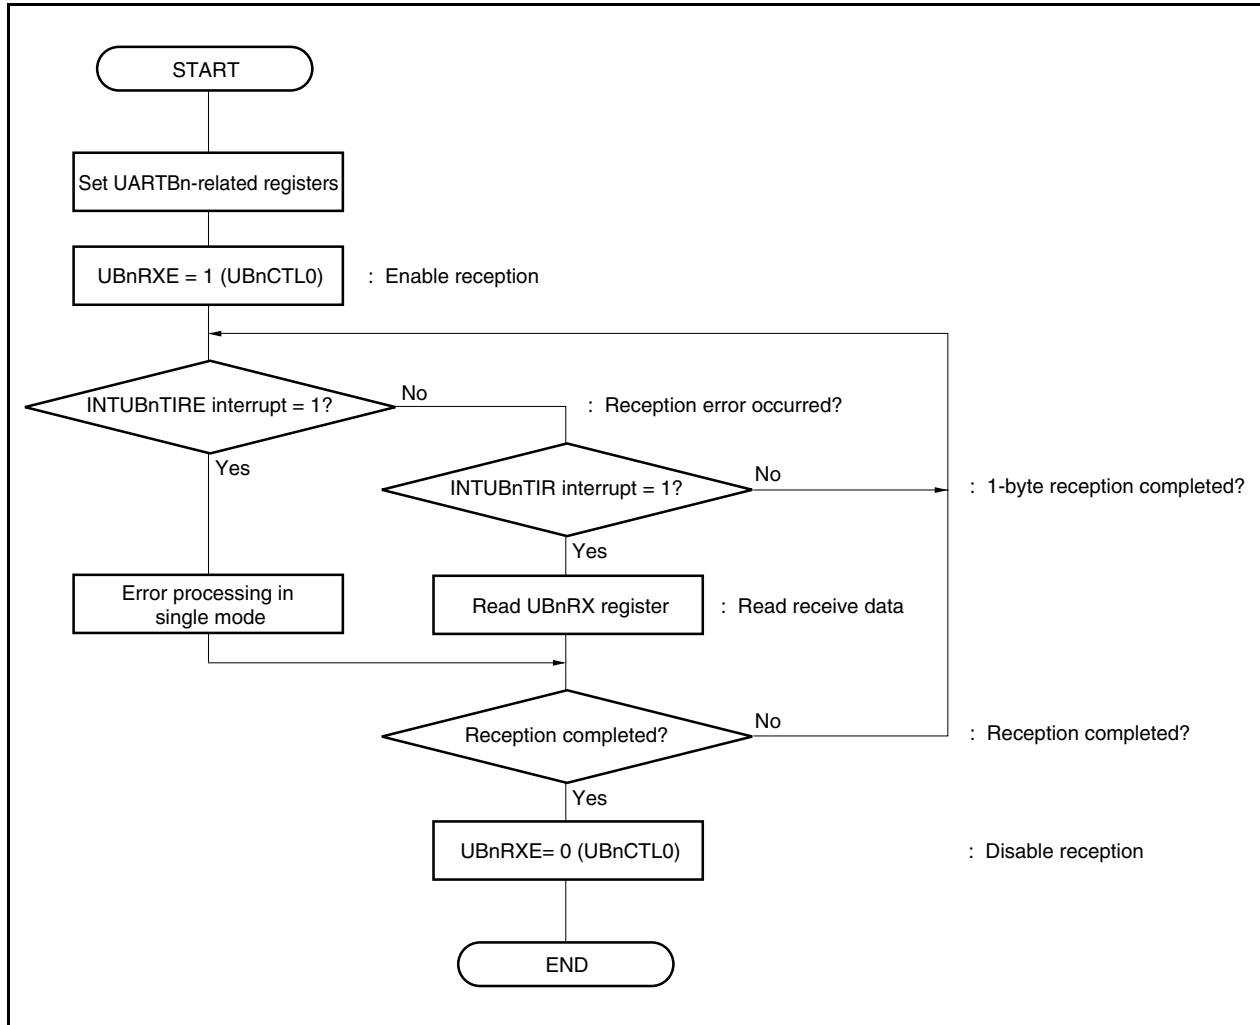 START
Set UARTBn-related registers
UBnRXE = 1 (UBnCTL0)
: Enable reception
INTUBnTIRE interrupt = 1?
No
: Reception error occurred?
Yes
INTUBnTIR interrupt = 1?
No
: 1-byte reception completed?
Yes
Error processing in
single mode
Read UBnRX register
: Read receive data
Reception completed?
No
: Reception completed?
Yes
UBnRXE= 0 (UBnCTL0)
: Disable reception
END